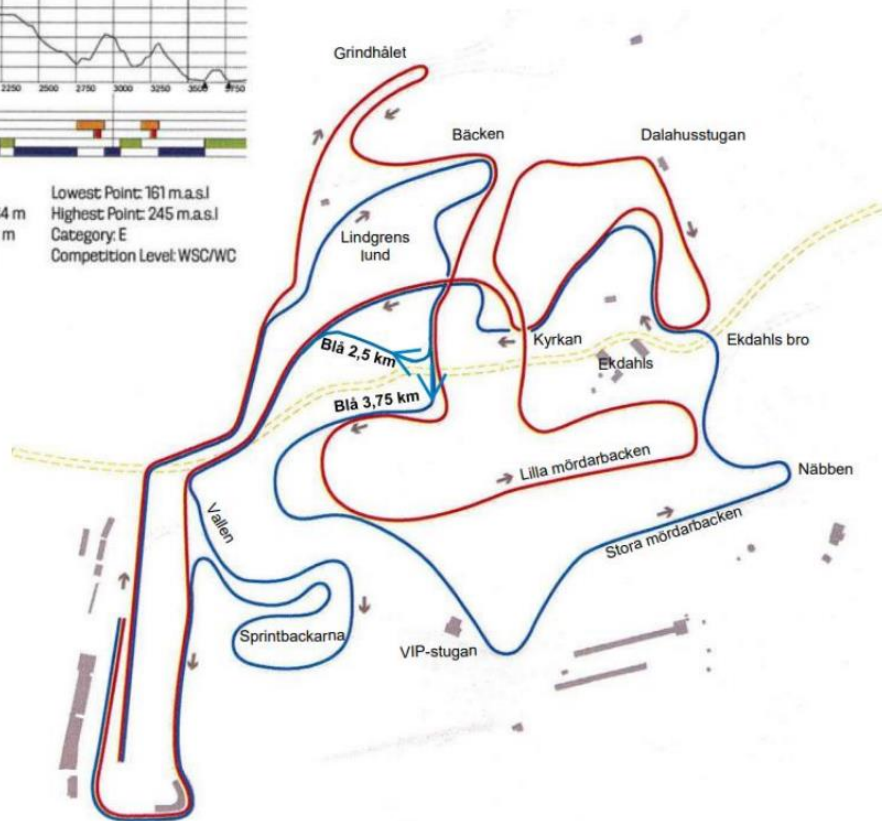 2250 2500 2750 3000 3250 3500 3750
Lowest Point: 161 m.a.s.l
4 m Highest Point: 245 m.a.s.l
m Category: E
Competition Level: WSC/WC
Grindhålet
Bäcken
Dalahusstugan
Lindgrens
lund
Kyrkan
Ekdahls bro
Blå 2,5 km
Ekdahls
Blå 3,75 km
Lilla mördarbacken
Näbben
Vallen
Stora mördarbacken
Sprintbackarna
VIP-stugan